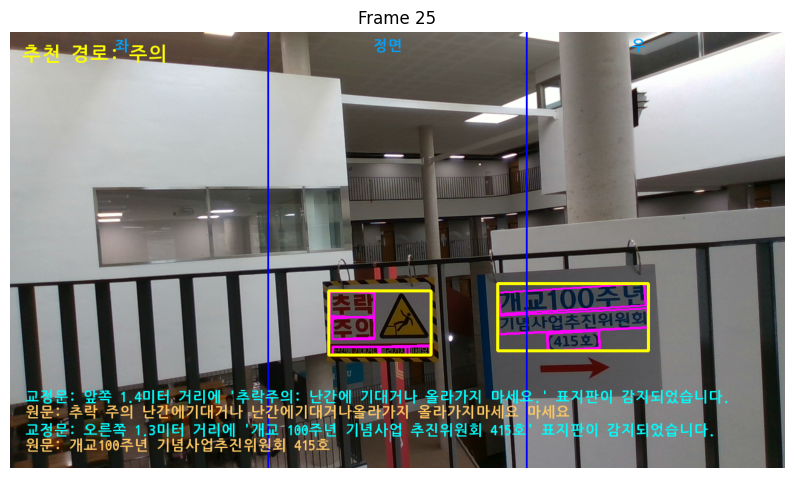 Frame 25
좌
정면
우
추천 경로: 주의
추락
주의
개교100주년
기념사업추진위원회
(415호)
교정문: 앞쪽 1.4미터 거리에 '추락주의: 난간에 기대거나 올라가지 마세요.' 표지판이 감지되었습니다.
원문: 추락 주의 난간에기대거나 난간에기대거나올라가지 올라가지마세요 마세요
교정문: 오른쪽 1.3미터 거리에 '개교 100주년 기념사업 추진위원회 415호' 표지판이 감지되었습니다.
원문: 개교100주년 기념사업추진위원회 415호